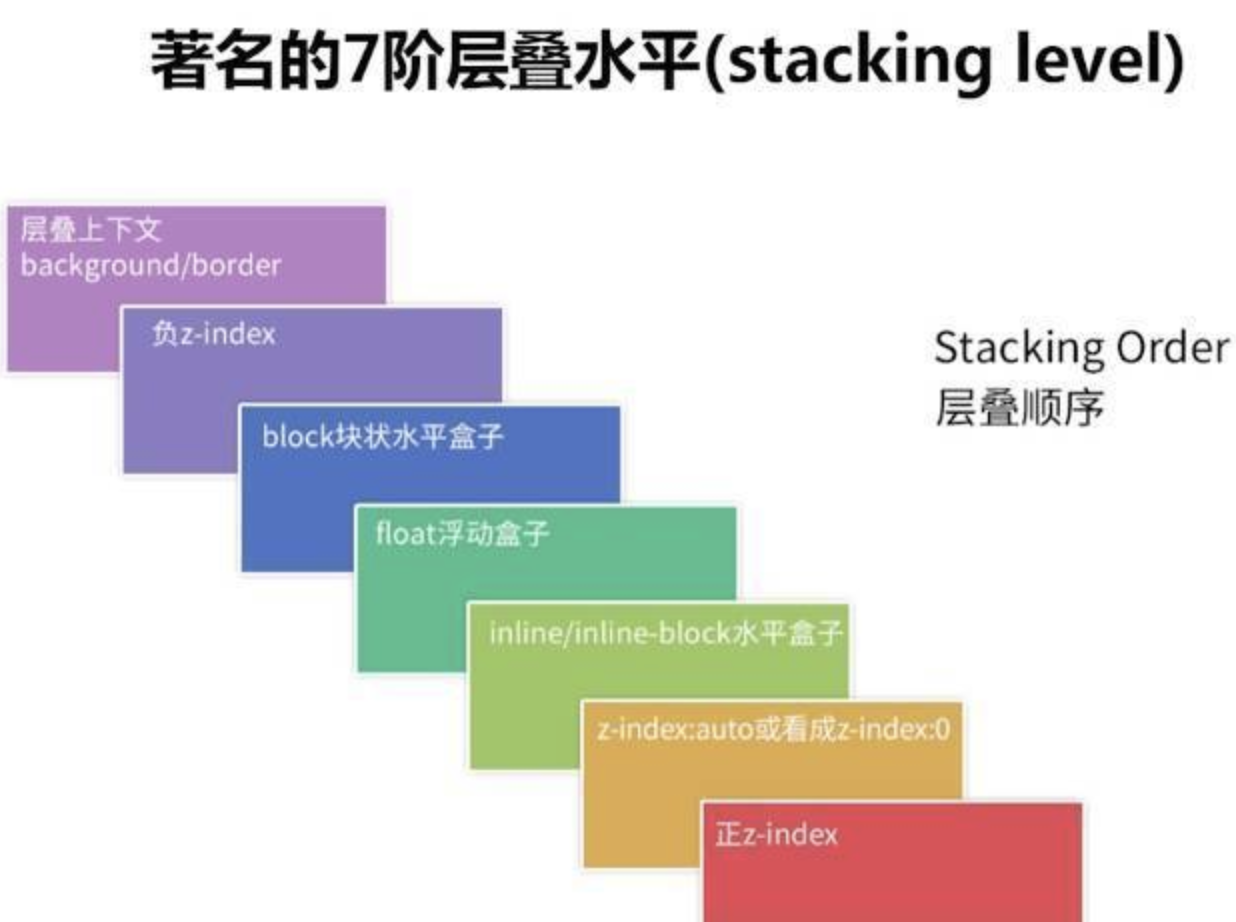 著名的7阶层叠水平(stacking level)
层叠上下文
background/border
负z-index
block块状水平盒子
Stacking Order
层叠顺序
float浮动盒子
inline/inline-block水平盒子
z-index:auto或看成z-index:0
正z-index